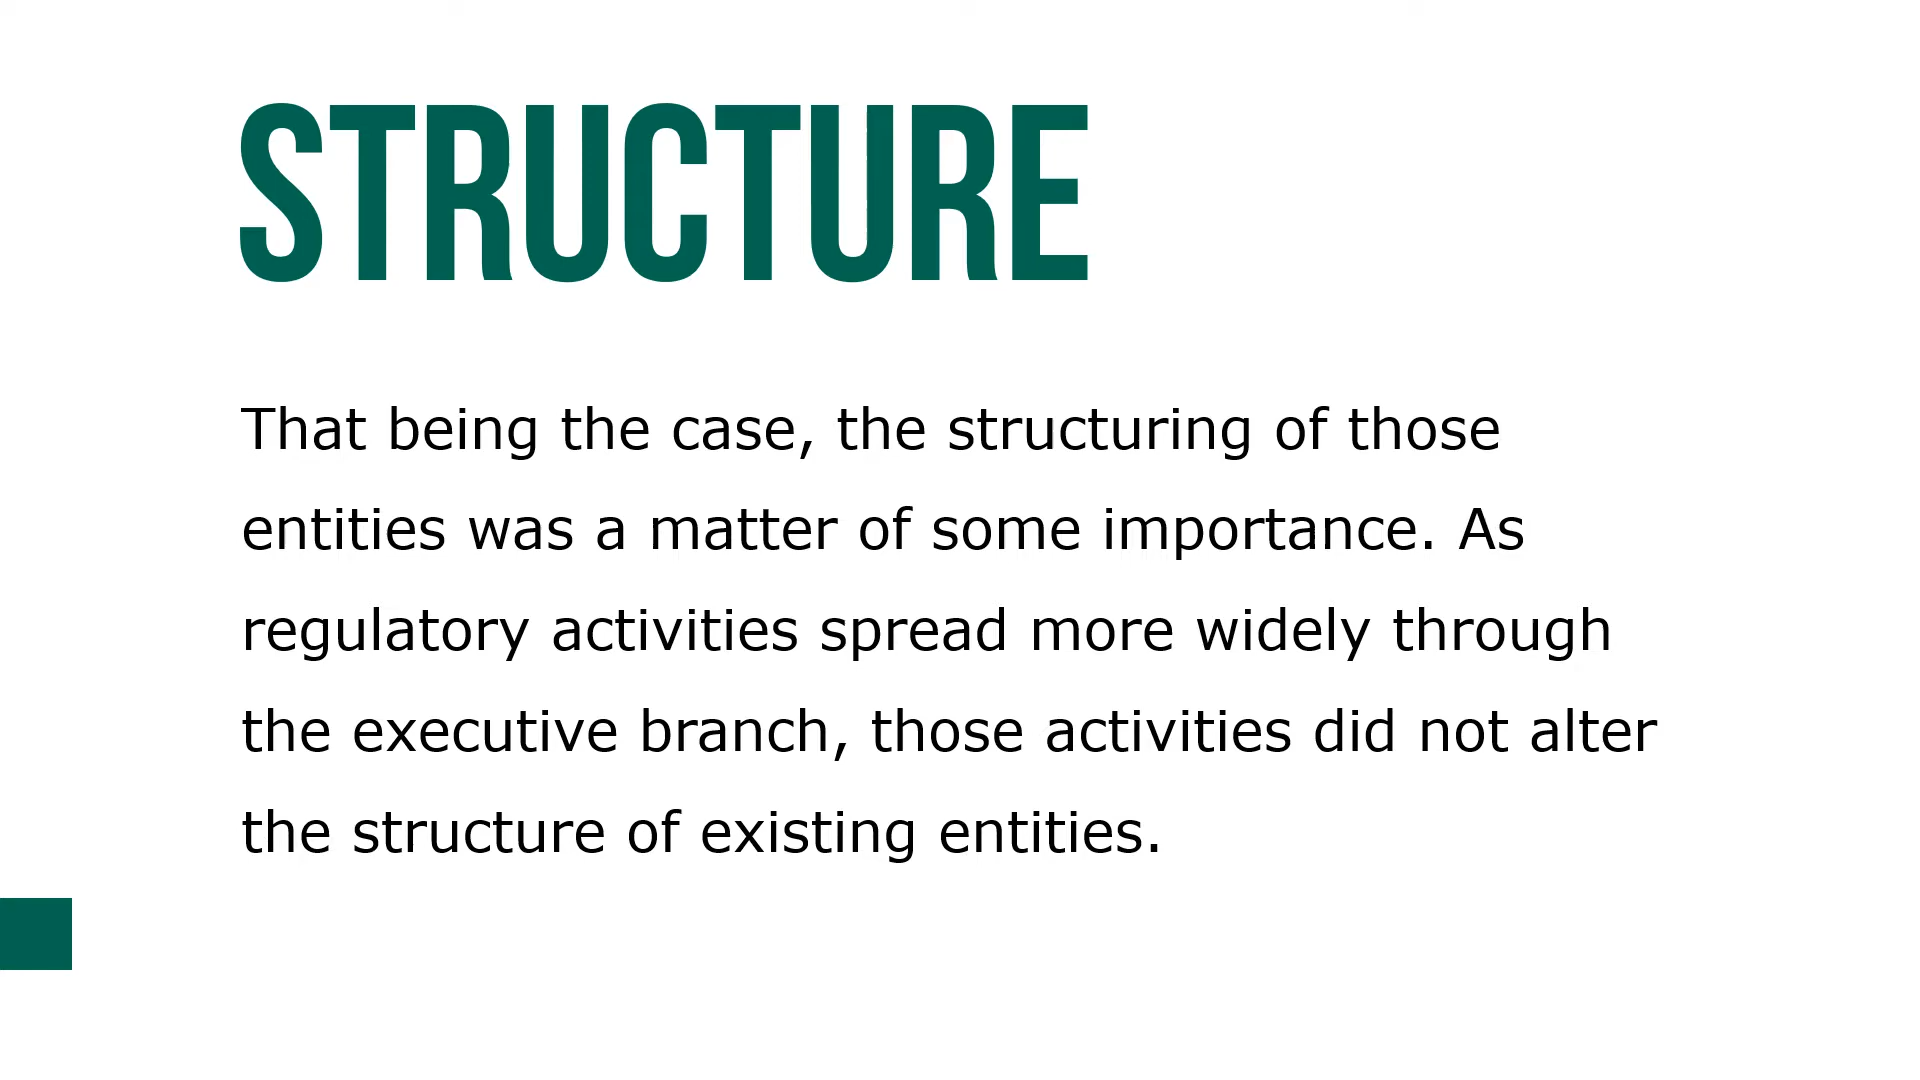 STRUCTURE
That being the case, the structuring of those
entities was a matter of some importance. As
regulatory activities spread more widely through
the executive branch, those activities did not alter
the structure of existing entities.